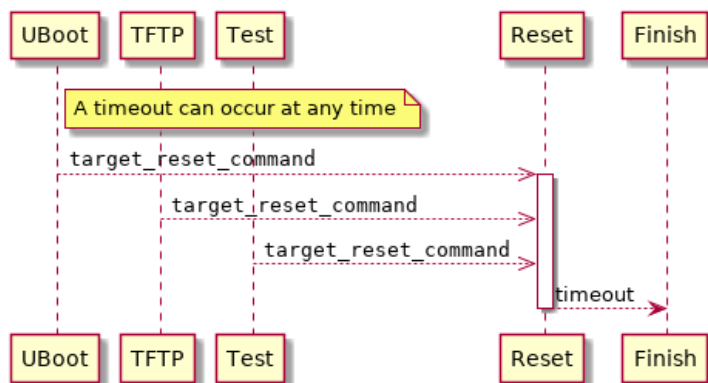 UBoot TFTP Test Reset Finish
A timeout can occur at any time
target_reset_command
target_reset_command
target_reset_command
timeout
UBoot TFTP Test Reset Finish